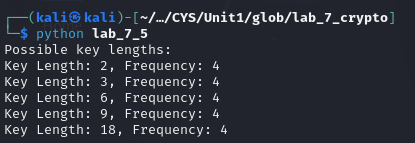 ┌──(kali㉿kali)-[~/…/CYS/Unit1/glob/lab_7_crypto]
└─$ python lab_7_5
Possible key lengths:
Key Length: 2, Frequency: 4
Key Length: 3, Frequency: 4
Key Length: 6, Frequency: 4
Key Length: 9, Frequency: 4
Key Length: 18, Frequency: 4